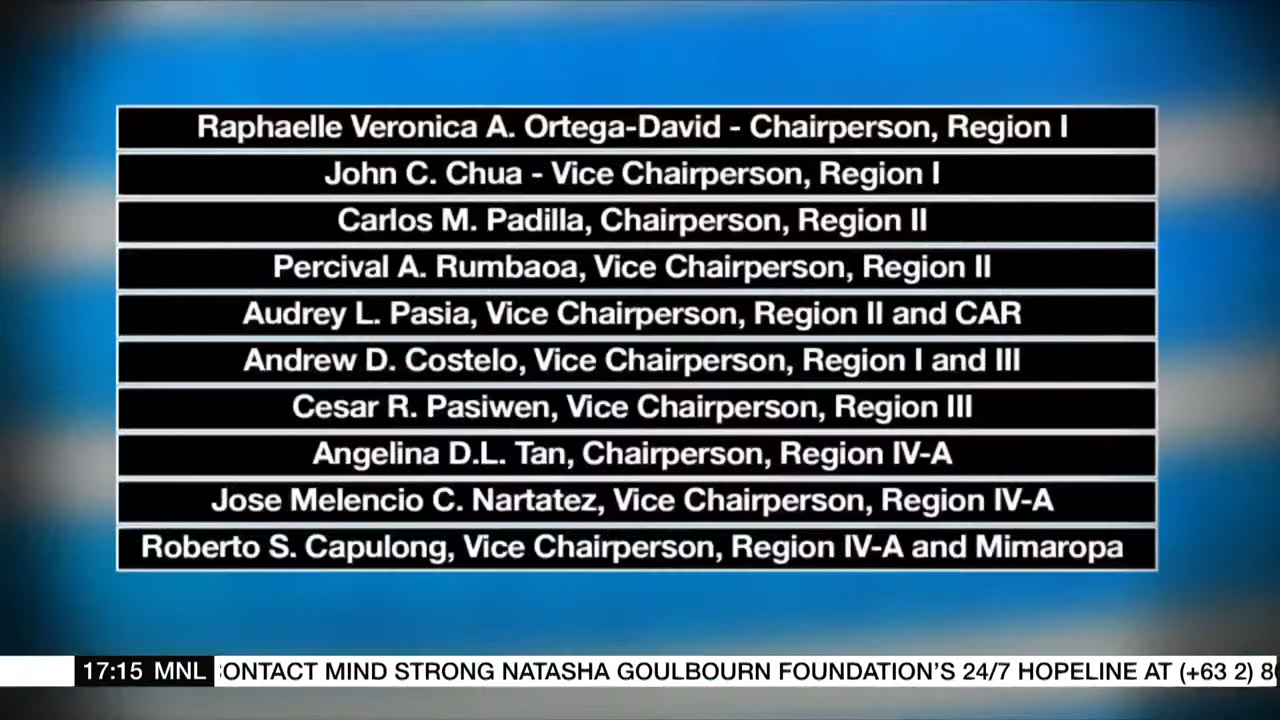 Raphaelle Veronica A. Ortega-David - Chairperson, Region I
John C. Chua - Vice Chairperson, Region I
Carlos M. Padilla, Chairperson, Region II
Percival A. Rumbaoa, Vice Chairperson, Region II
Audrey L. Pasia, Vice Chairperson, Region II and CAR
Andrew D. Costelo, Vice Chairperson, Region I and III
Cesar R. Pasiwen, Vice Chairperson, Region III
Angelina D.L. Tan, Chairperson, Region IV-A
Jose Melencio C. Nartatez, Vice Chairperson, Region IV-A
Roberto S. Capulong, Vice Chairperson, Region IV-A and Mimaropa
17:15 MNL ONTACT MIND STRONG NATASHA GOULBOURN FOUNDATION'S 24/7 HOPELINE AT (+63 2) 8